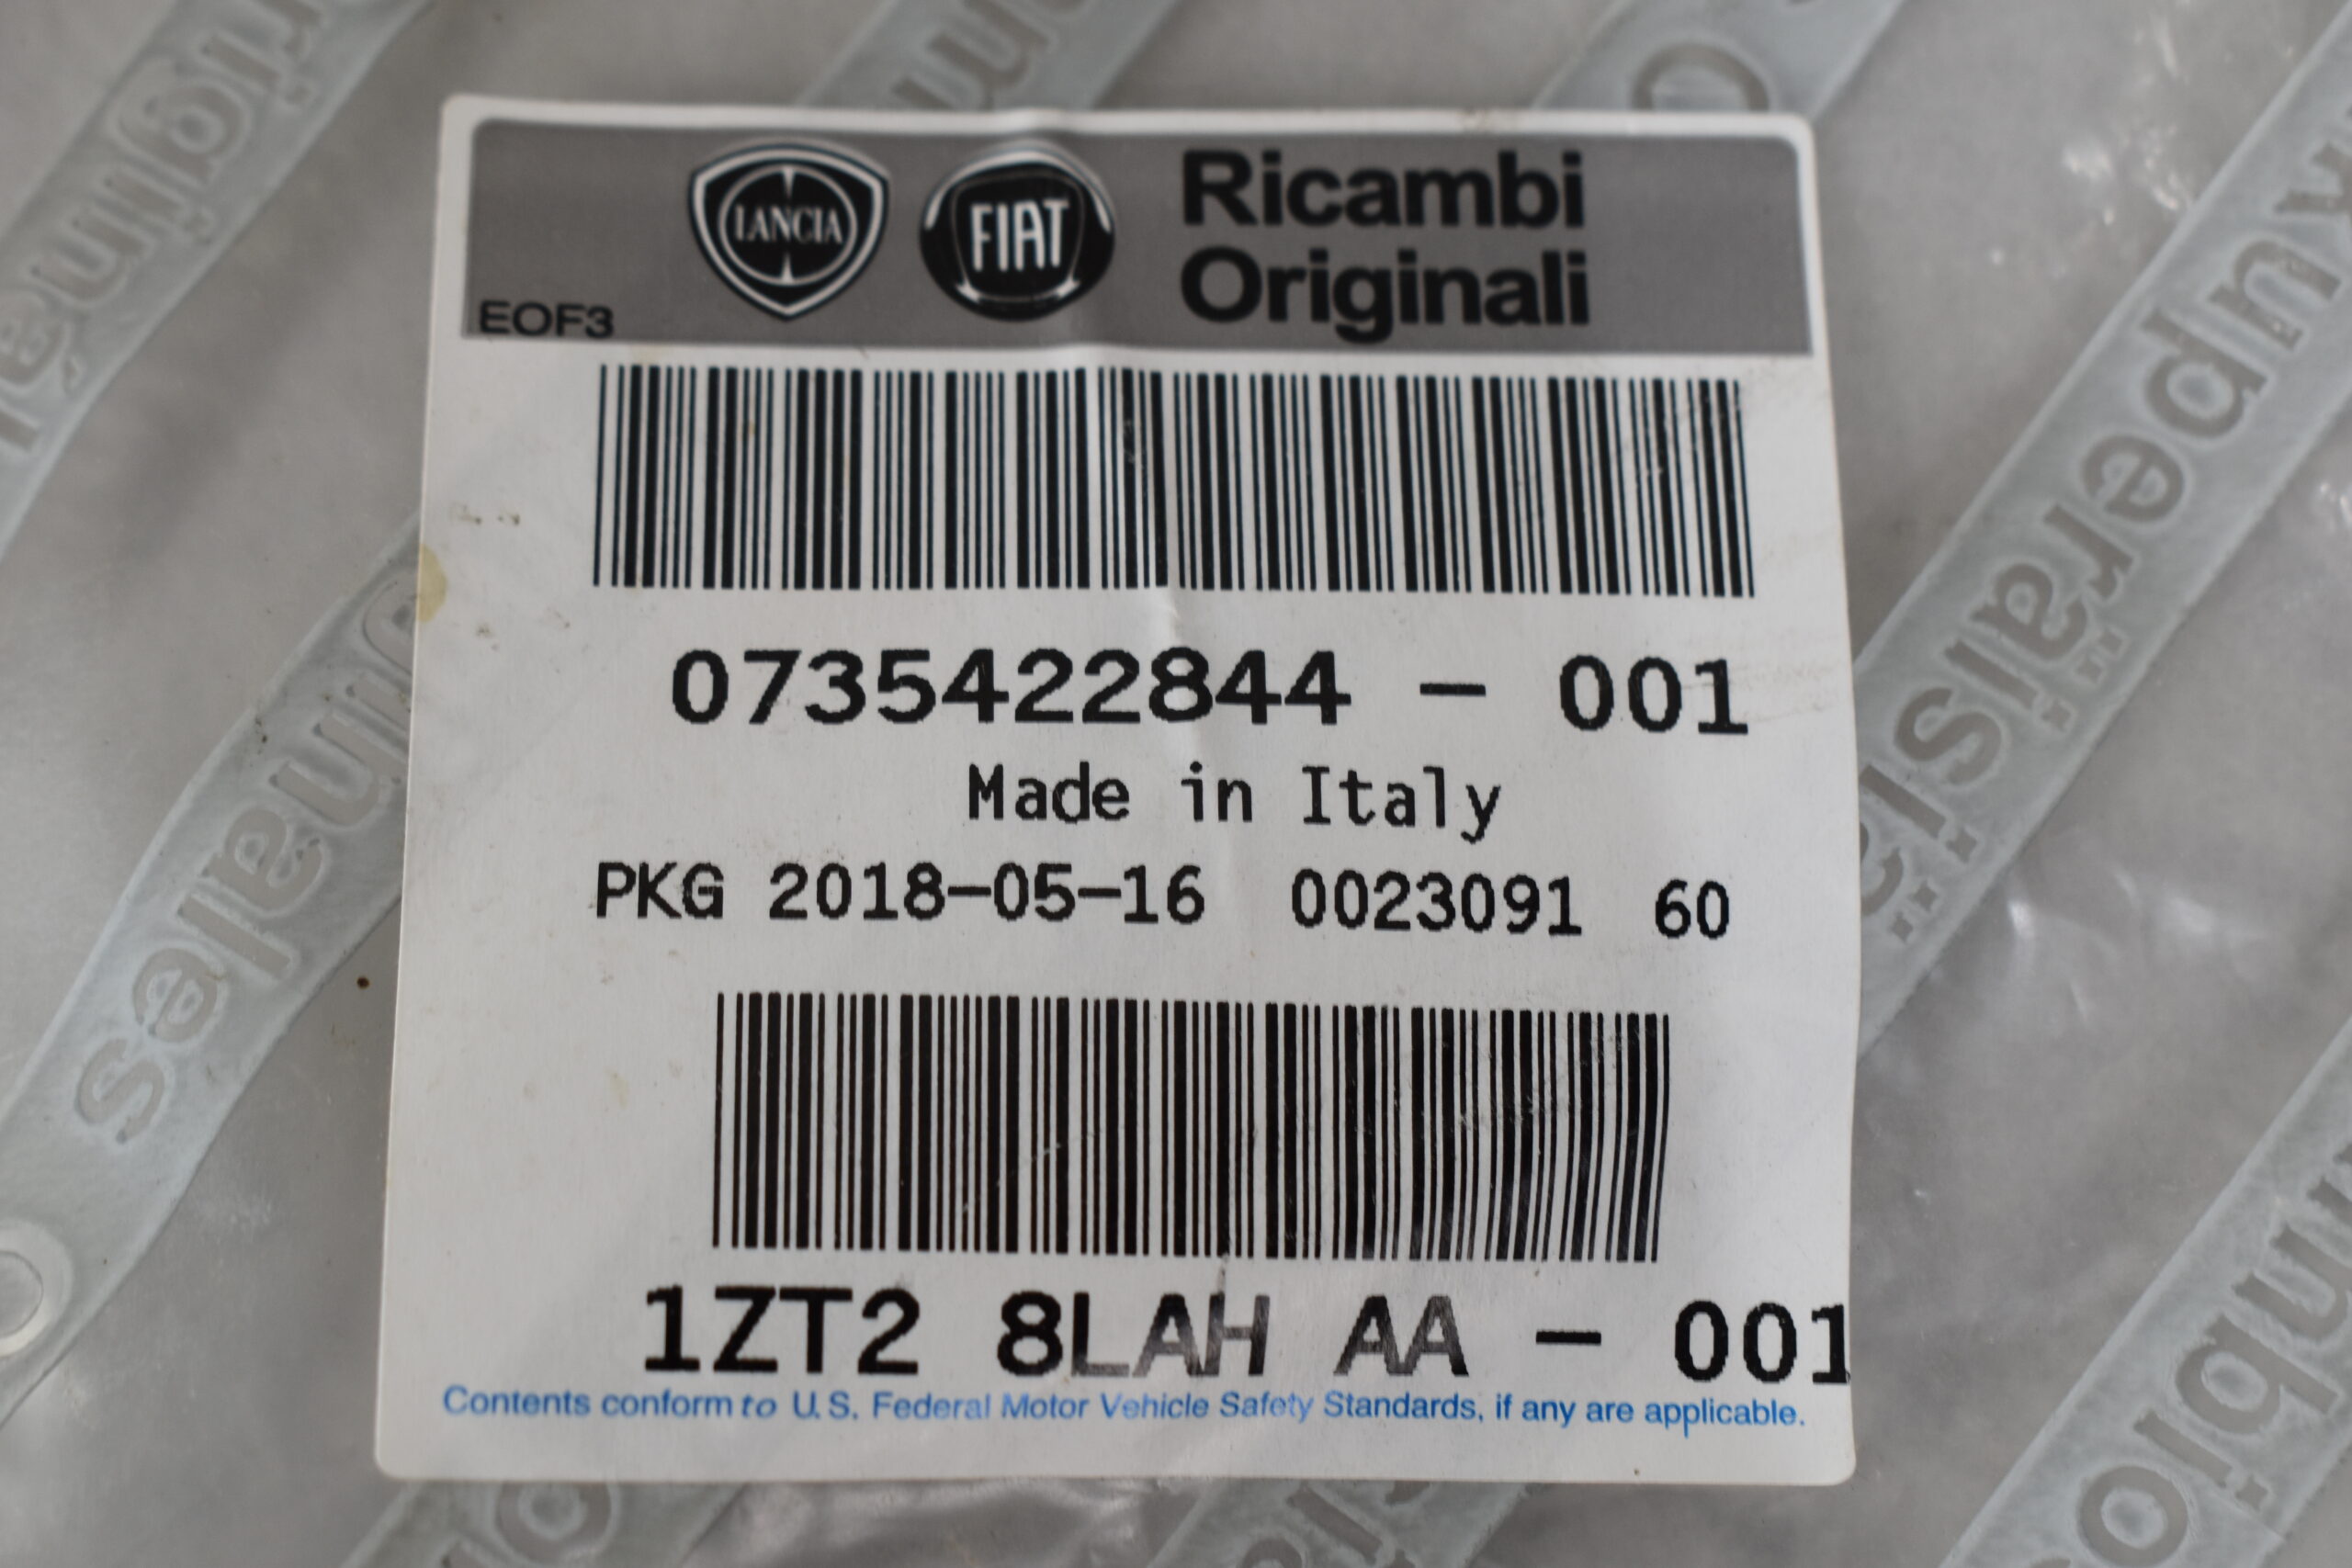 LANCIA FIAT Ricambi
Originali
EOF3
0735422844 - 001
Made in Italy
PKG 2018-05-16 0023091 60
1ZT2 8LAH AA - 001
Contents conform to U.S. Federal Motor Vehicle Safety Standards, if any are applicable.